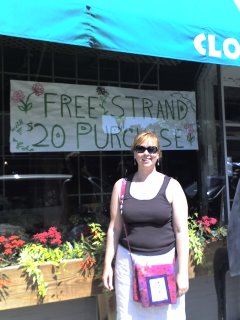 CLO
FREE STRAND
$20 PURCHASE